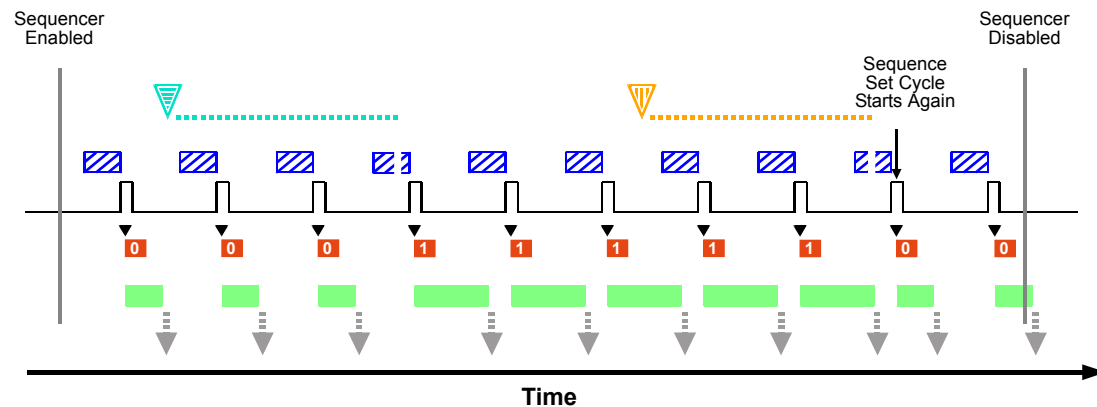 Sequencer
Enabled
Sequencer
Disabled
Sequence
Set Cycle
Starts Again
0 0 0 1 1 1 1 1 0 0
Time